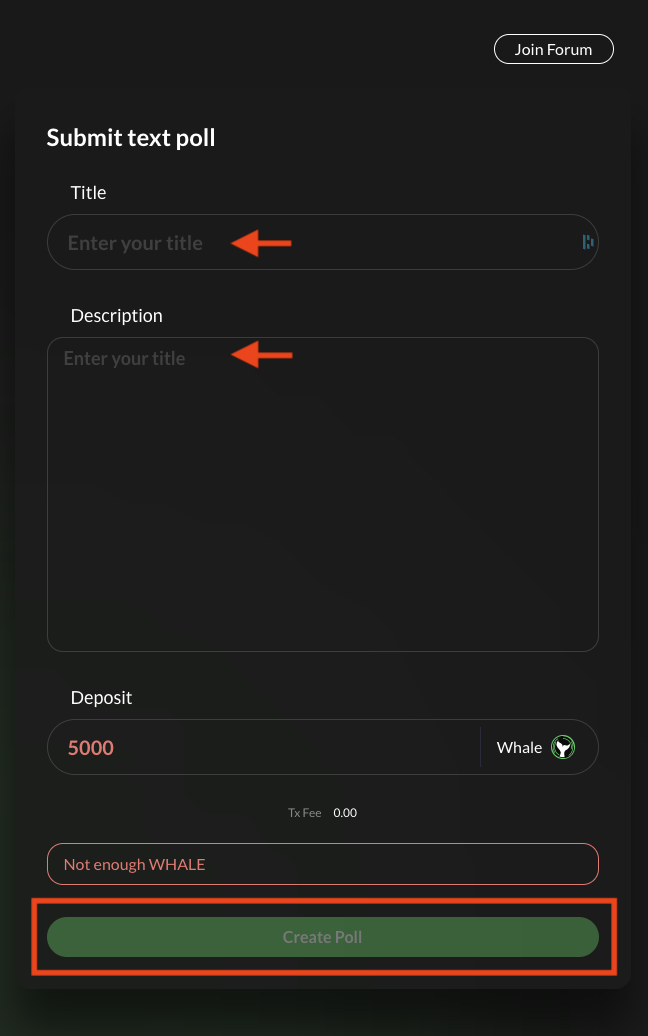 Join Forum
Submit text poll
Title
Enter your title
Description
Enter your title
Deposit
5000 Whale
Tx Fee 0.00
Not enough WHALE
Create Poll